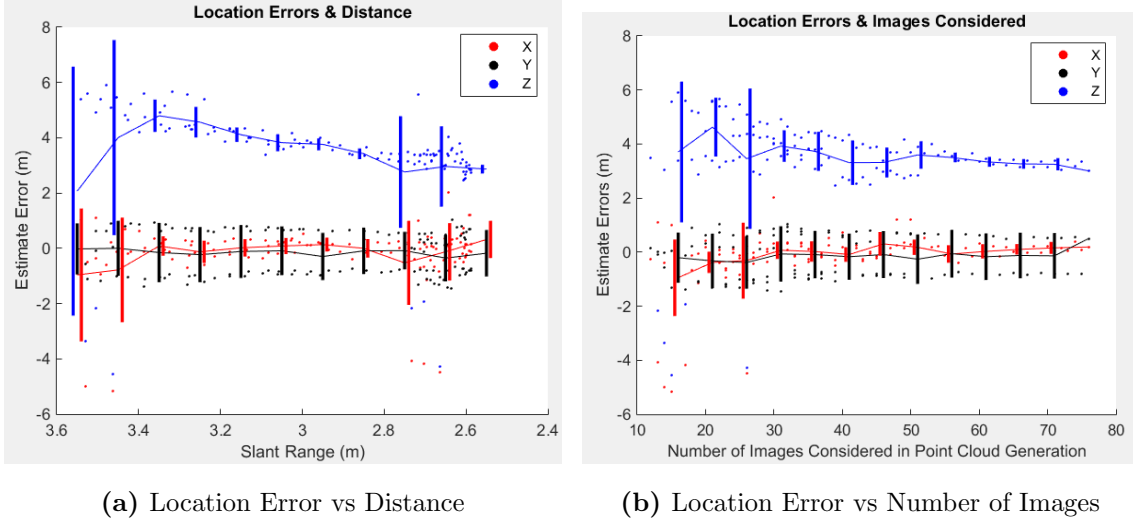 Location Errors & Distance
8
6
4
2
0
-2
-4
-6
Estimate Error (m)
X
Y
Z
3.6
3.4
3.2
3
2.8
2.6
2.4
Slant Range (m)
(a) Location Error vs Distance
Location Errors & Images Considered
8
6
4
2
0
-2
-4
-6
Estimate Errors (m)
X
Y
Z
10
20
30
40
50
60
70
80
Number of Images Considered in Point Cloud Generation
(b) Location Error vs Number of Images